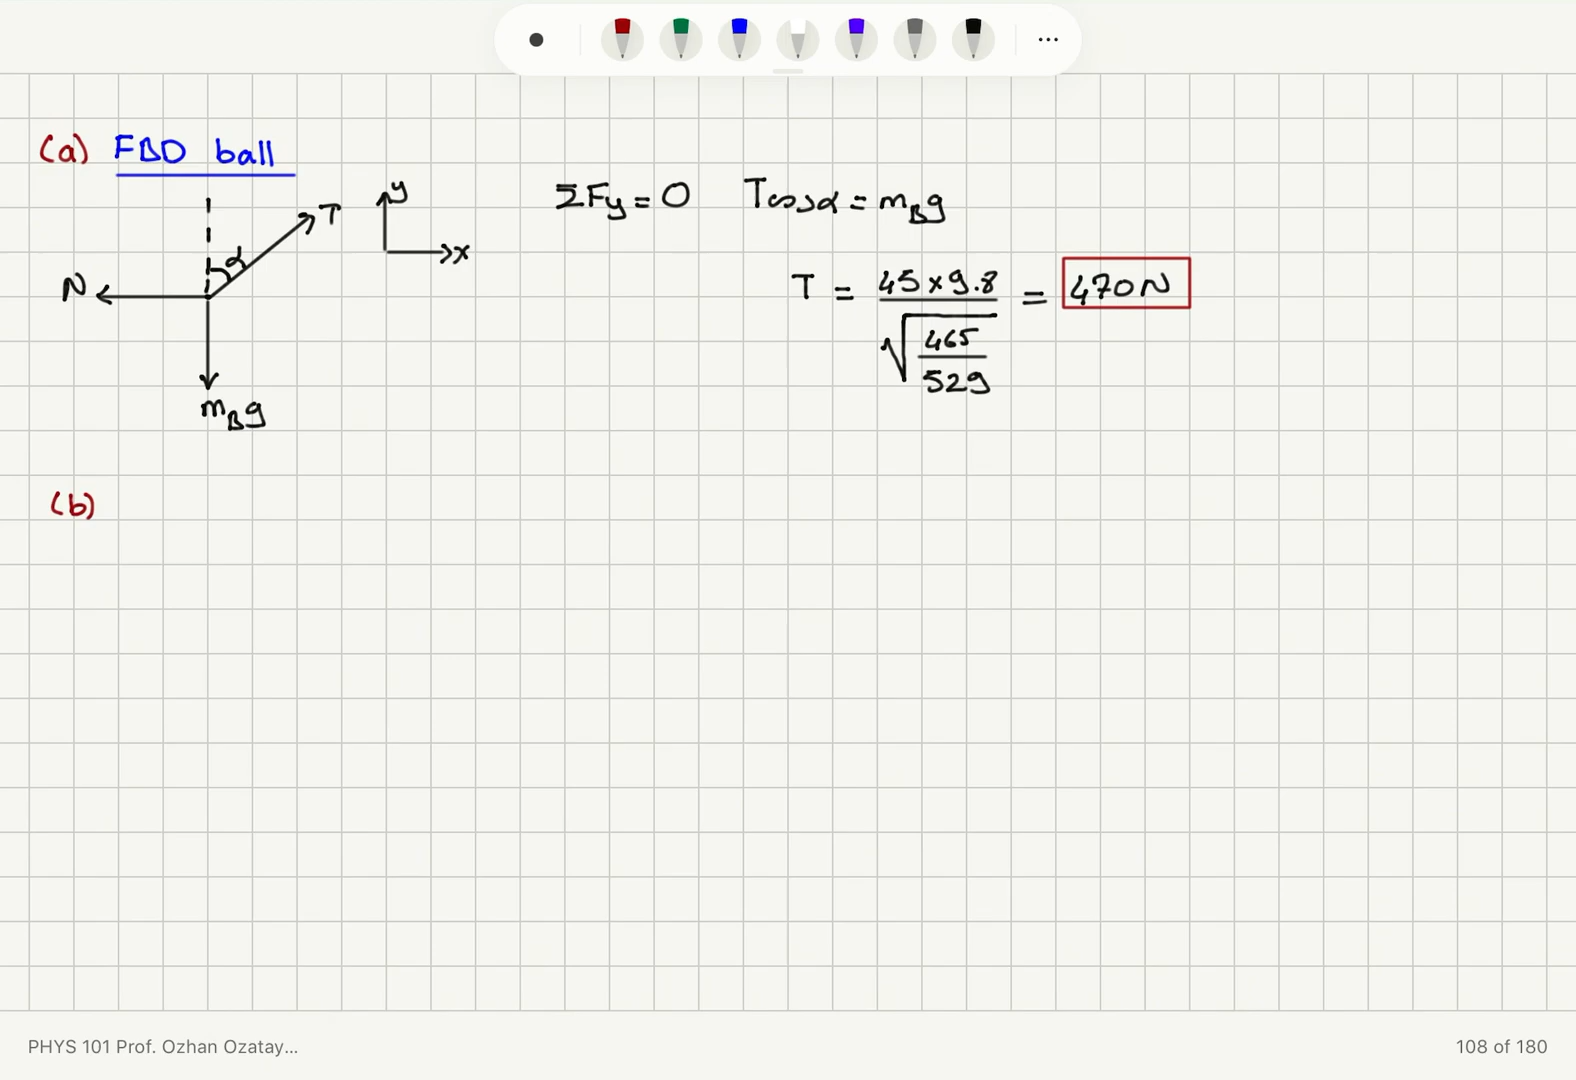 (a) FBD ball
ΣFy = 0 Tcosα = mBg
T
y
x
α
N
mBg
T = 45 x 9.8 / √(465/529) = 470N
(b)
PHYS 101 Prof. Ozhan Ozatay...
108 of 180